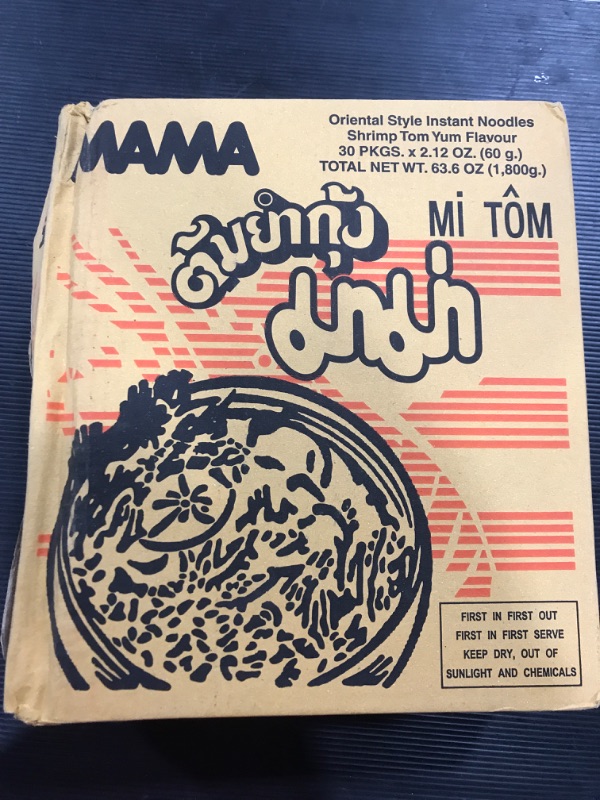 MAMA
Oriental Style Instant Noodles
Shrimp Tom Yum Flavour
30 PKGS. x 2.12 OZ. (60 g.)
TOTAL NET WT. 63.6 OZ (1,800g.)
Mi TÔM
ต้มยำกุ้ง
มาม่า
FIRST IN FIRST OUT
FIRST IN FIRST SERVE
KEEP DRY, OUT OF
SUNLIGHT AND CHEMICALS